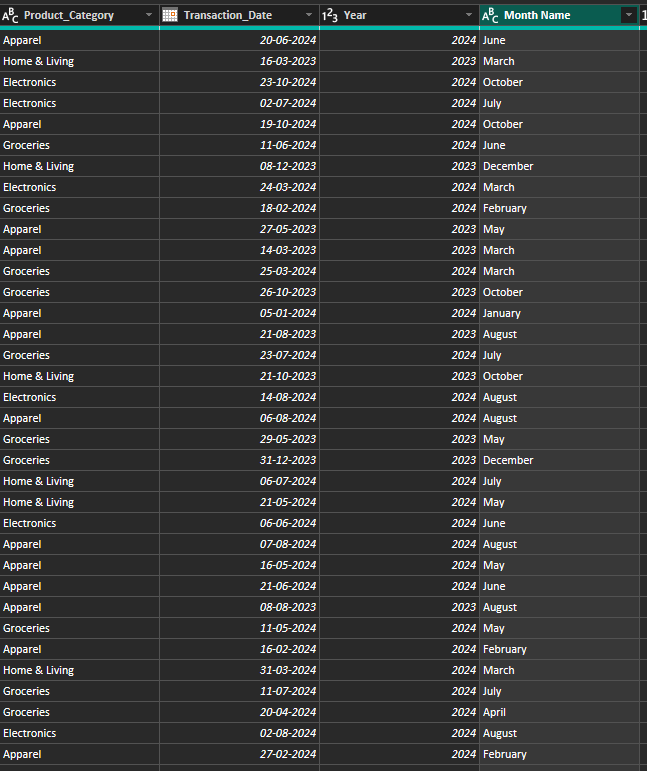 ABC Product_Category Transaction_Date 123 Year ABC Month Name 1
Apparel 20-06-2024 2024 June
Home & Living 16-03-2023 2023 March
Electronics 23-10-2024 2024 October
Electronics 02-07-2024 2024 July
Apparel 19-10-2024 2024 October
Groceries 11-06-2024 2024 June
Home & Living 08-12-2023 2023 December
Electronics 24-03-2024 2024 March
Groceries 18-02-2024 2024 February
Apparel 27-05-2023 2023 May
Apparel 14-03-2023 2023 March
Groceries 25-03-2024 2024 March
Groceries 26-10-2023 2023 October
Apparel 05-01-2024 2024 January
Apparel 21-08-2023 2023 August
Groceries 23-07-2024 2024 July
Home & Living 21-10-2023 2023 October
Electronics 14-08-2024 2024 August
Apparel 06-08-2024 2024 August
Groceries 29-05-2023 2023 May
Groceries 31-12-2023 2023 December
Home & Living 06-07-2024 2024 July
Home & Living 21-05-2024 2024 May
Electronics 06-06-2024 2024 June
Apparel 07-08-2024 2024 August
Apparel 16-05-2024 2024 May
Apparel 21-06-2024 2024 June
Apparel 08-08-2023 2023 August
Groceries 11-05-2024 2024 May
Apparel 16-02-2024 2024 February
Home & Living 31-03-2024 2024 March
Groceries 11-07-2024 2024 July
Groceries 20-04-2024 2024 April
Electronics 02-08-2024 2024 August
Apparel 27-02-2024 2024 February